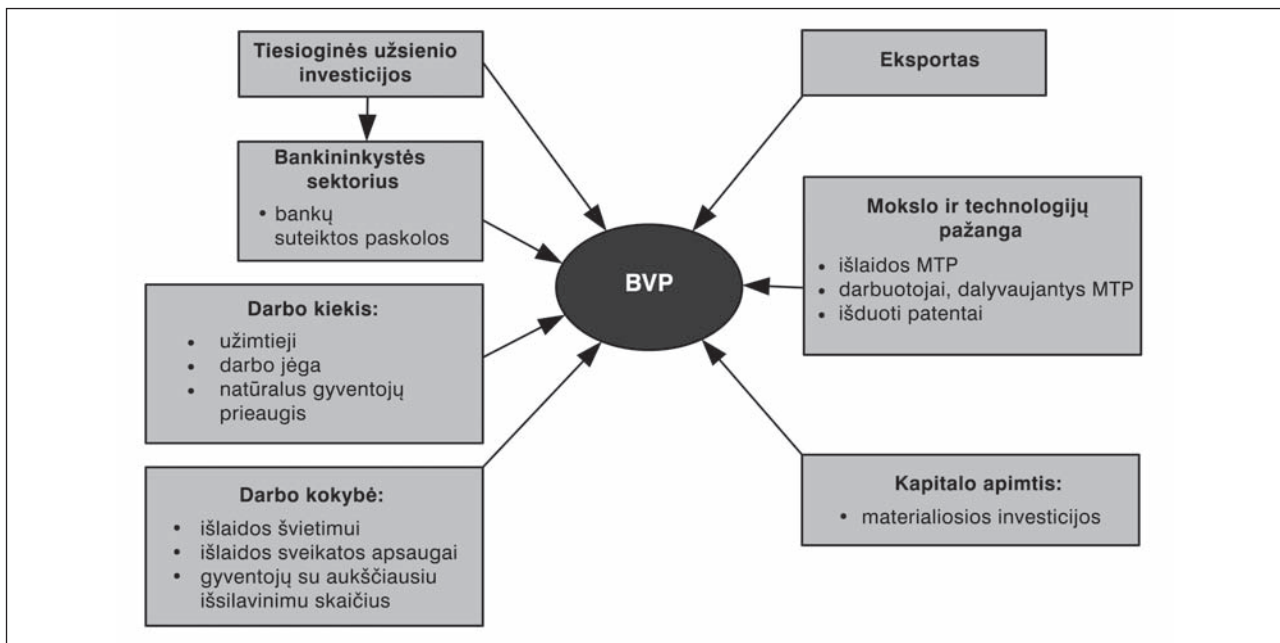 Tiesioginės užsienio
investicijos
Bankininkystės
sektorius
• bankų
suteiktos paskolos
Darbo kiekis:
• užimtieji
• darbo jėga
• natūralus gyventojų
prieaugis
Darbo kokybė:
• išlaidos švietimui
• išlaidos sveikatos apsaugai
• gyventojų su aukščiausiu
išsilavinimu skaičius
BVP
Eksportas
Mokslo ir technologijų
pažanga
• išlaidos MTP
• darbuotojai, dalyvaujantys MTP
• išduoti patentai
Kapitalo apimtis:
• materialiosios investicijos